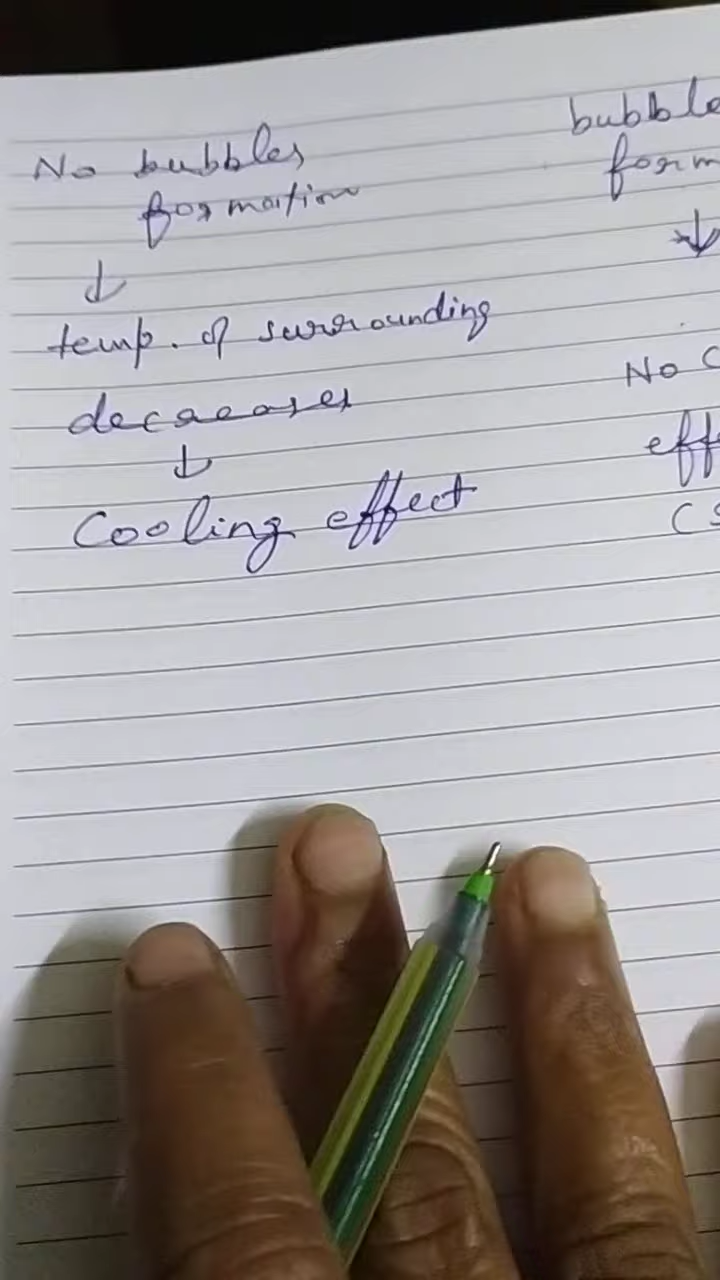 No bubbles
formation
↓
temp. of surrounding
decreases
↓
Cooling effect
bubble
form
↓
No C
eff
(s